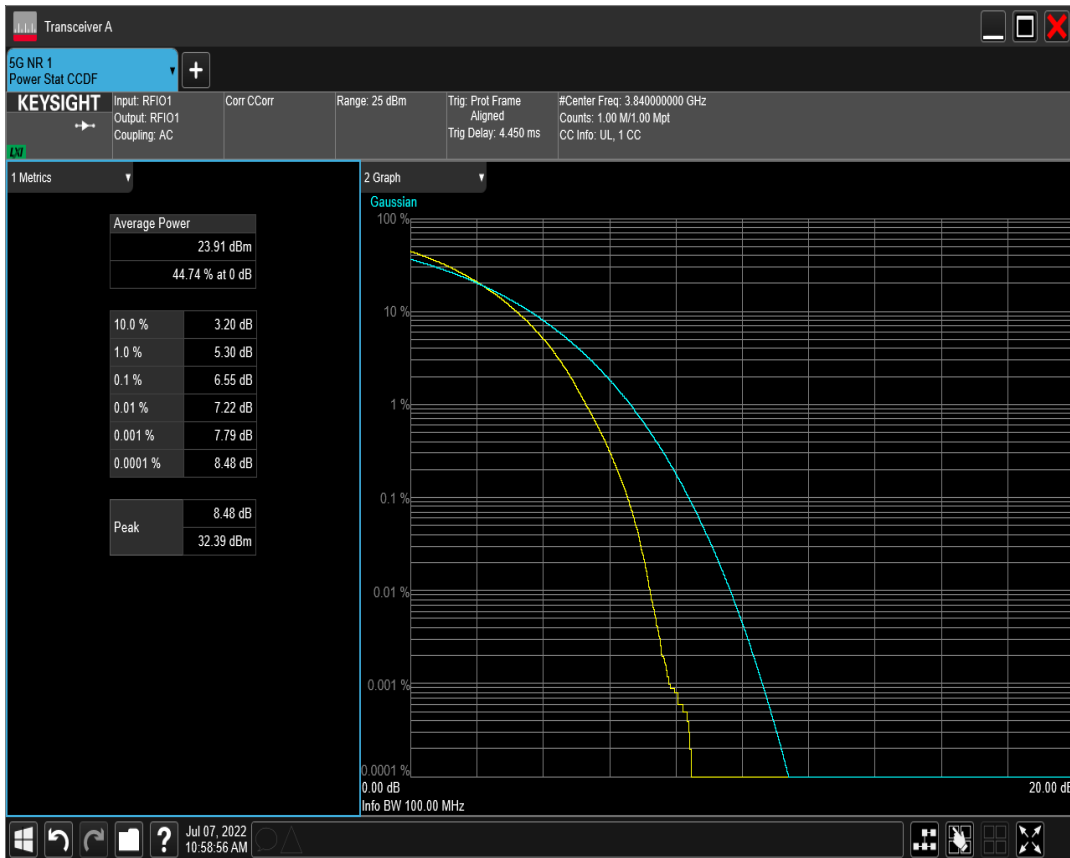 Transceiver A
5G NR 1
Power Stat CCDF
+
KEYSIGHT
LXI
Input: RFIO1
Output: RFIO1
Coupling: AC
Corr CCorr
Range: 25 dBm
Trig: Prot Frame
Aligned
Trig Delay: 4.450 ms
#Center Freq: 3.840000000 GHz
Counts: 1.00 M/1.00 Mpt
CC Info: UL, 1 CC
1 Metrics
Average Power
23.91 dBm
44.74 % at 0 dB
10.0 % 3.20 dB
1.0 % 5.30 dB
0.1 % 6.55 dB
0.01 % 7.22 dB
0.001 % 7.79 dB
0.0001 % 8.48 dB
Peak
8.48 dB
32.39 dBm
2 Graph
Gaussian
100 %
10 %
1 %
0.1 %
0.01 %
0.001 %
0.0001 %
0.00 dB
20.00 dB
Info BW 100.00 MHz
?
Jul 07, 2022
10:58:56 AM